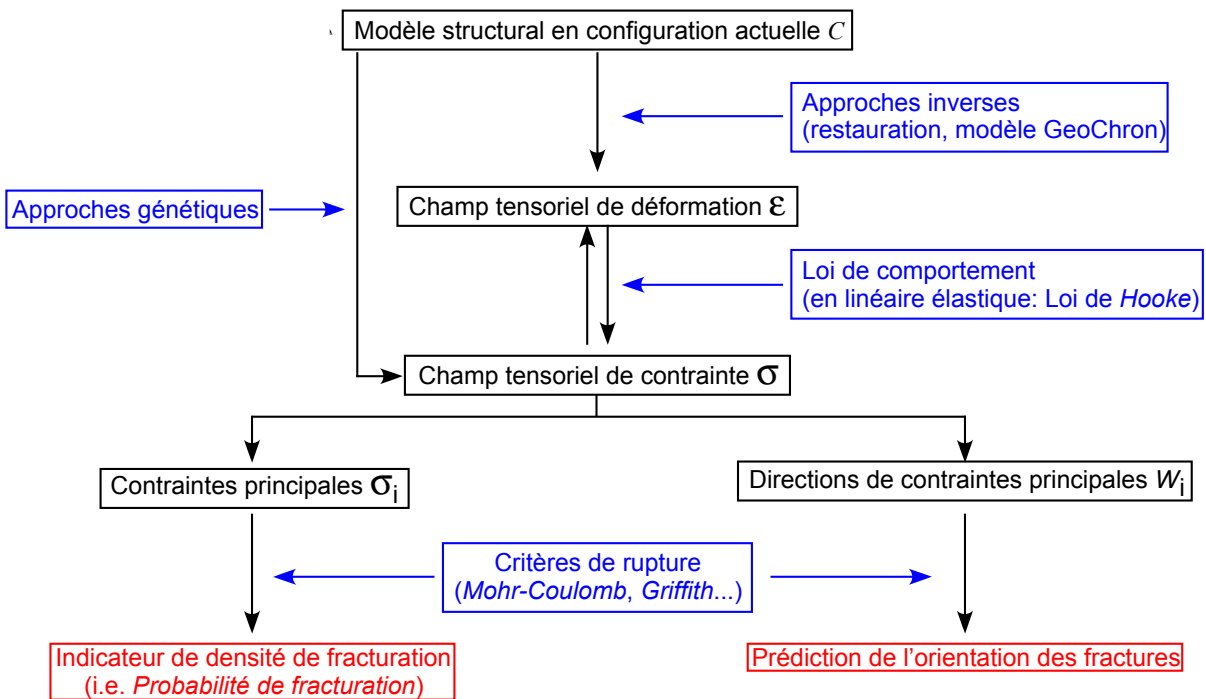 Modèle structural en configuration actuelle C
Approches inverses
(restauration, modèle GeoChron)
Approches génétiques
Champ tensoriel de déformation ε
Loi de comportement
(en linéaire élastique: Loi de Hooke)
Champ tensoriel de contrainte σ
Contraintes principales σi
Directions de contraintes principales Wi
Critères de rupture
(Mohr-Coulomb, Griffith...)
Indicateur de densité de fracturation
(i.e. Probabilité de fracturation)
Prédiction de l’orientation des fractures